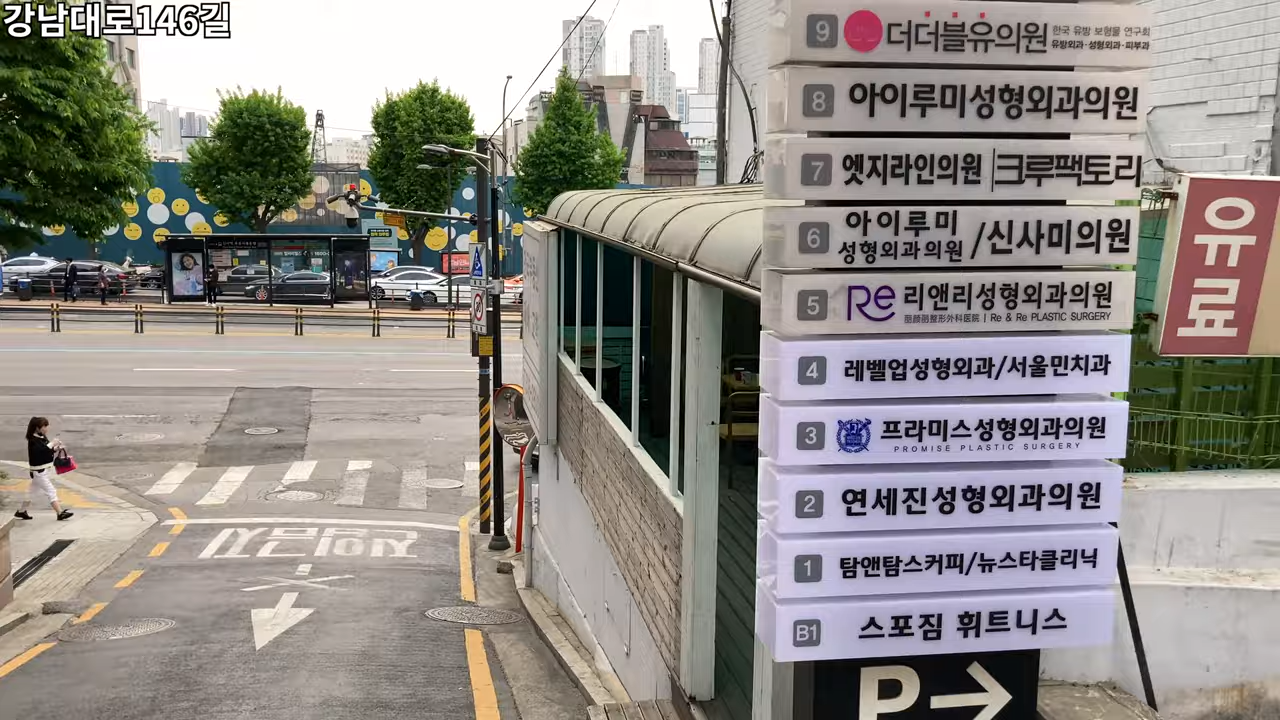 강남대로146길
9 더더블유의원 한국 유방 보형물 연구회
유방외과·성형외과·피부과
8 아이루미성형외과의원
7 엣지라인의원 크루팩토리
6 아이루미
성형외과의원 /신사미의원
5 Re 리앤리성형외과의원
Re & Re PLASTIC SURGERY
4 레벨업성형외과/서울민치과
3 프라미스성형외과의원
PROMISE PLASTIC SURGERY
2 연세진성형외과의원
1 탐앤탐스커피/뉴스타클리닉
B1 스포짐 휘트니스
P→
유료